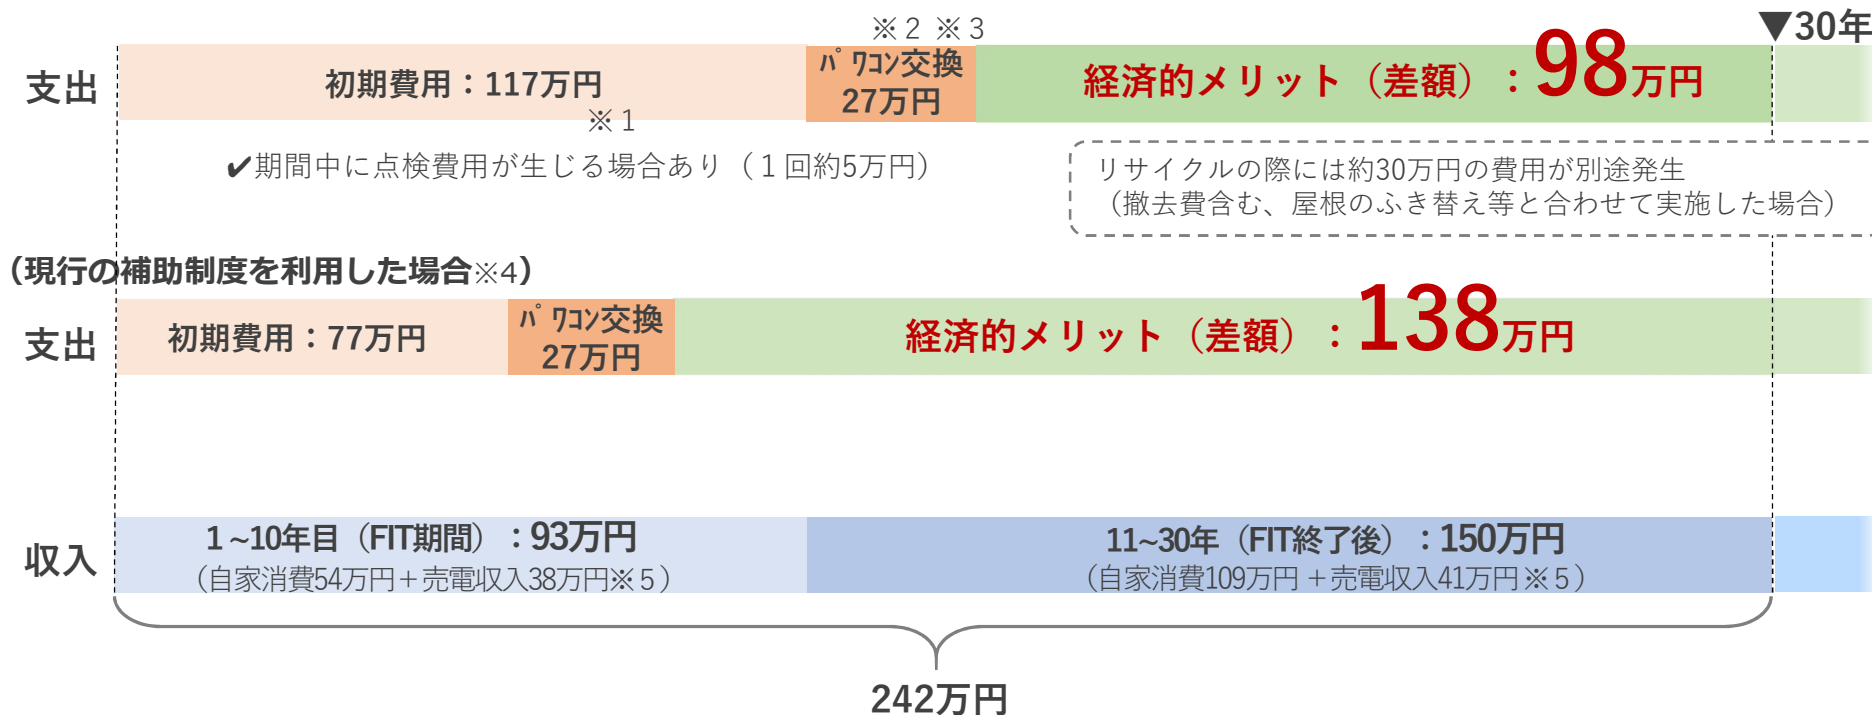 ※2 ※3
▼30年
支出
初期費用：117万円
※1
パワコン交換
27万円
経済的メリット（差額）：98万円
✔期間中に点検費用が生じる場合あり（１回約5万円）
リサイクルの際には約30万円の費用が別途発生
（撤去費含む、屋根のふき替え等と合わせて実施した場合）
（現行の補助制度を利用した場合※4）
支出
初期費用：77万円
パワコン交換
27万円
経済的メリット（差額）：138万円
収入
1~10年目（FIT期間）：93万円
（自家消費54万円＋売電収入38万円※５）
11~30年（FIT終了後）：150万円
（自家消費109万円＋売電収入41万円※５）
242万円